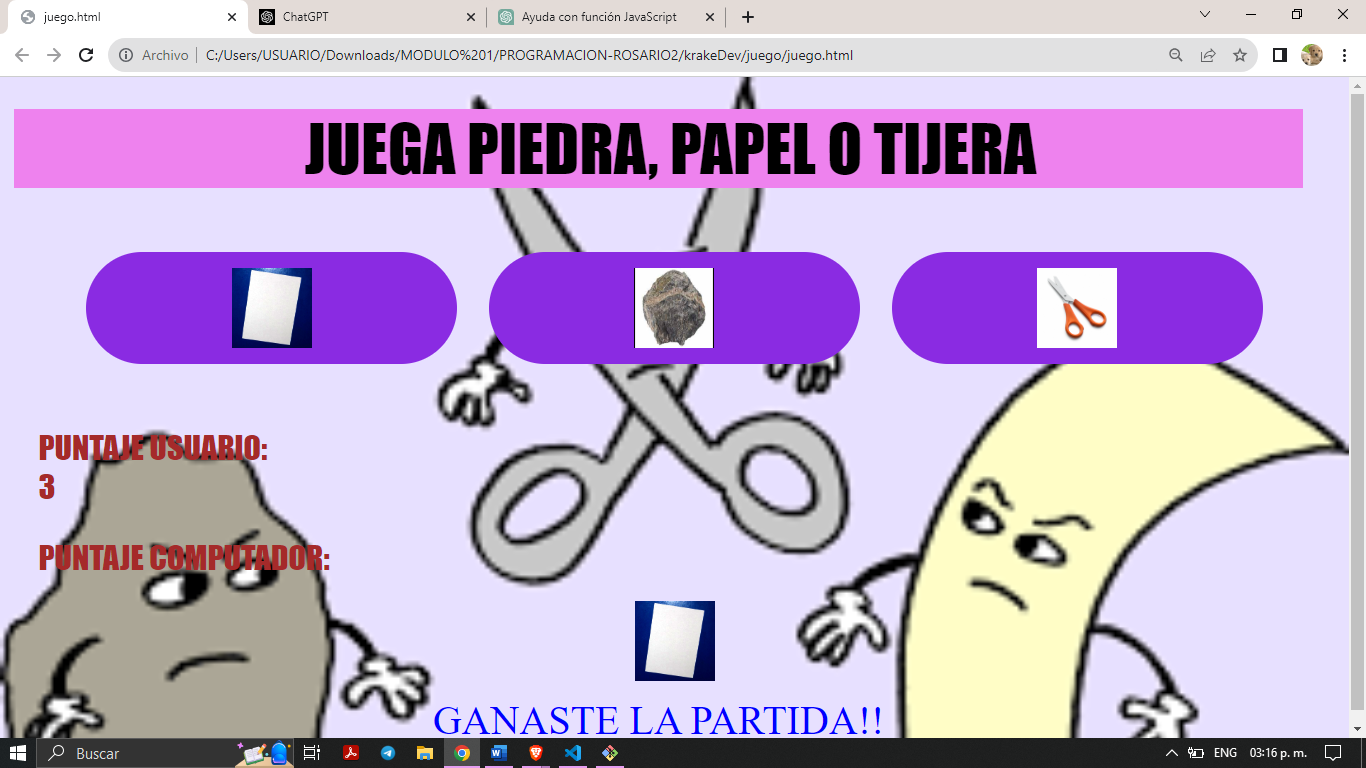 juego.html
ChatGPT
Ayuda con función JavaScript
Archivo
C:/Users/USUARIO/Downloads/MODULO%201/PROGRAMACION-ROSARIO2/krakeDev/juego/juego.html
JUEGA PIEDRA, PAPEL O TIJERA
PUNTAJE USUARIO:
3
PUNTAJE COMPUTADOR:
GANASTE LA PARTIDA!!
Buscar
ENG
03:16 p. m.